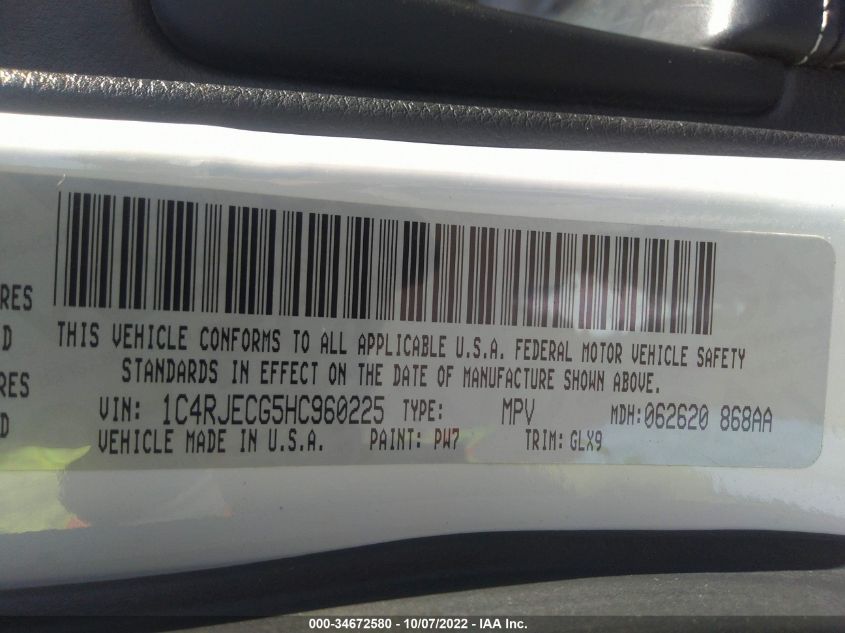 RES
D
RES
D
THIS VEHICLE CONFORMS TO ALL APPLICABLE U.S.A. FEDERAL MOTOR VEHICLE SAFETY
STANDARDS IN EFFECT ON THE DATE OF MANUFACTURE SHOWN ABOVE.
VIN: 1C4RJECG5HC960225 TYPE: MPV MDH:062620 868AA
VEHICLE MADE IN U.S.A. PAINT: PW7 TRIM: GLX9
000-34672580 - 10/07/2022 - IAA Inc.